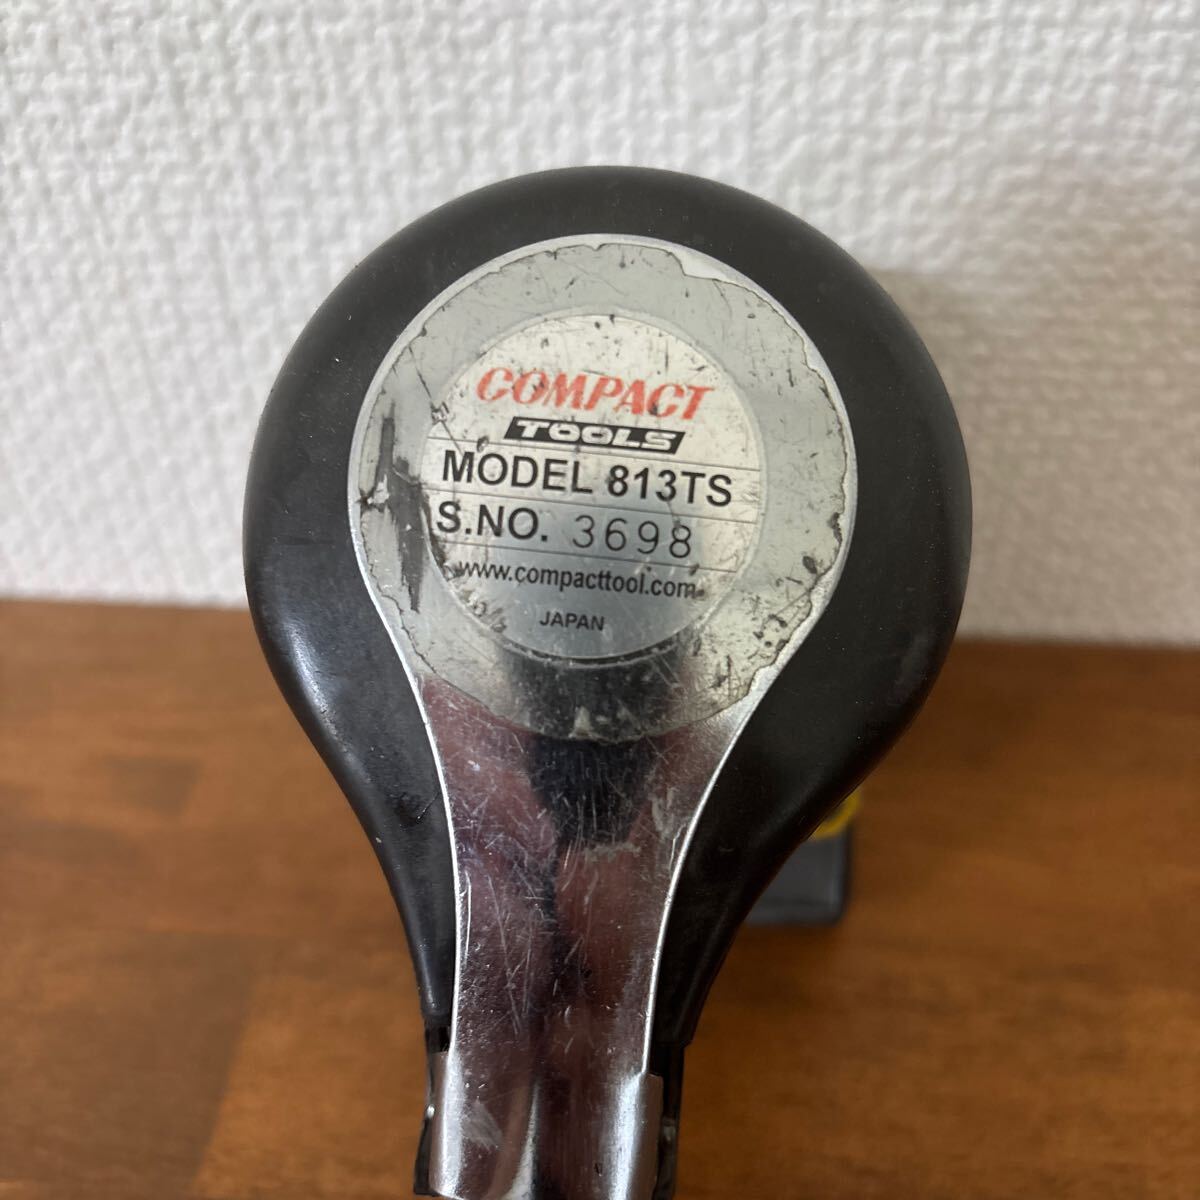 COMPACT
TOOLS
MODEL 813TS
S.NO. 3698
www.compacttool.com
JAPAN